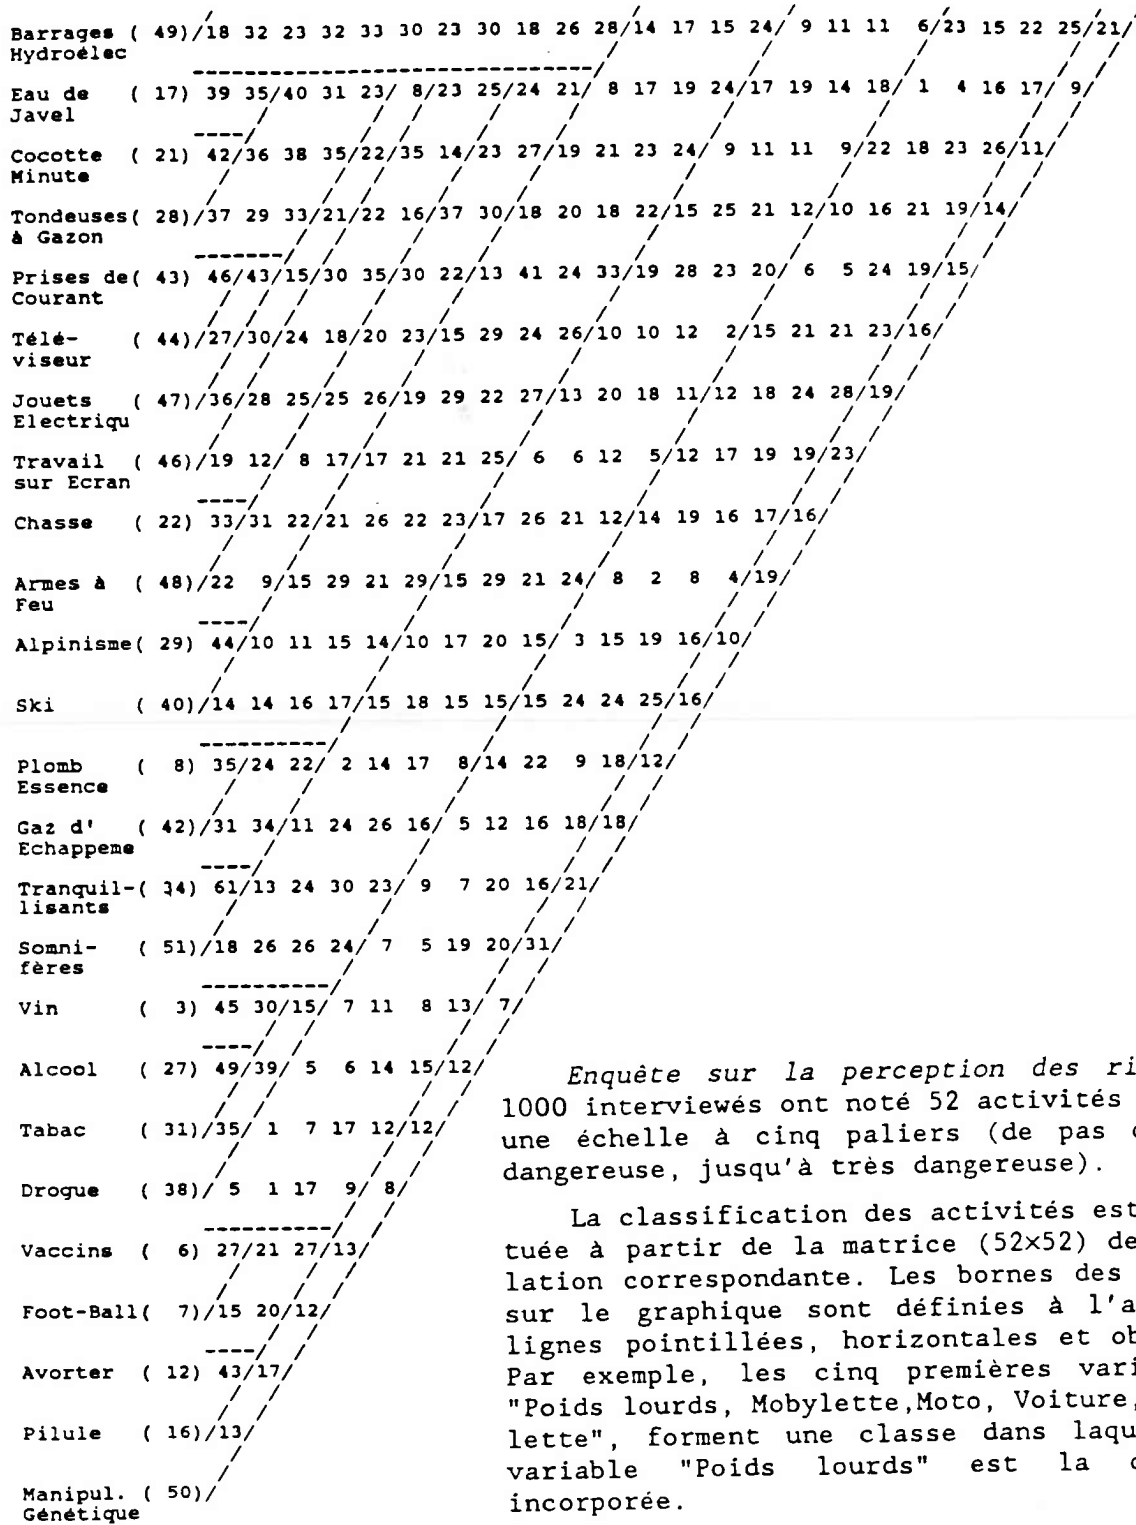 Barrages ( 49)/18 32 23 32 33 30 23 30 18 26 28/14 17 15 24/ 9 11 11 6/23 15 22 25/21/
Hydroélec
Eau de ( 17) 39 35/40 31 23/ 8/23 25/24 21/ 8 17 19 24/17 19 14 18/ 1 4 16 17/ 9/
Javel
Cocotte ( 21) 42/36 38 35/22/35 14/23 27/19 21 23 24/ 9 11 11 9/22 18 23 26/11/
Minute
Tondeuses( 28)/37 29 33/21/22 16/37 30/18 20 18 22/15 25 21 12/10 16 21 19/14/
à Gazon
Prises de( 43) 46/43/15/30 35/30 22/13 41 24 33/19 28 23 20/ 6 5 24 19/15/
Courant
Télé- ( 44)/27/30/24 18/20 23/15 29 24 26/10 10 12 2/15 21 21 23/16/
viseur
Jouets ( 47)/36/28 25/25 26/19 29 22 27/13 20 18 11/12 18 24 28/19/
Electriqu
Travail ( 46)/19 12/ 8 17/17 21 21 25/ 6 6 12 5/12 17 19 19/23/
sur Ecran
Chasse ( 22) 33/31 22/21 26 22 23/17 26 21 12/14 19 16 17/16/
Armes à ( 48)/22 9/15 29 21 29/15 29 21 24/ 8 2 8 4/19/
Feu
Alpinisme( 29) 44/10 11 15 14/10 17 20 15/ 3 15 19 16/10/
Ski ( 40)/14 14 16 17/15 18 15 15/15 24 24 25/16/
Plomb ( 8) 35/24 22/ 2 14 17 8/14 22 9 18/12/
Essence
Gaz d' ( 42)/31 34/11 24 26 16/ 5 12 16 18/18/
Echappeme
Tranquil-( 34) 61/13 24 30 23/ 9 7 20 16/21/
lisants
Somni- ( 51)/18 26 26 24/ 7 5 19 20/31/
fères
Vin ( 3) 45 30/15/ 7 11 8 13/ 7/
Alcool ( 27) 49/39/ 5 6 14 15/12/
Tabac ( 31)/35/ 1 7 17 12/12/
Drogue ( 38)/ 5 1 17 9/ 8/
Vaccins ( 6) 27/21 27/13/
Foot-Ball( 7)/15 20/12/
Avorter ( 12) 43/17/
Pilule ( 16)/13/
Manipul. ( 50)/
Génétique
Enquête sur la perception des ri
1000 interviewés ont noté 52 activités
une échelle à cinq paliers (de pas
dangereuse, jusqu'à très dangereuse).
La classification des activités est
tuée à partir de la matrice (52×52) de
lation correspondante. Les bornes des
sur le graphique sont définies à l'a
lignes pointillées, horizontales et ob
Par exemple, les cinq premières vari
"Poids lourds, Mobylette,Moto, Voiture,
lette", forment une classe dans laqu
variable "Poids lourds" est la
incorporée.